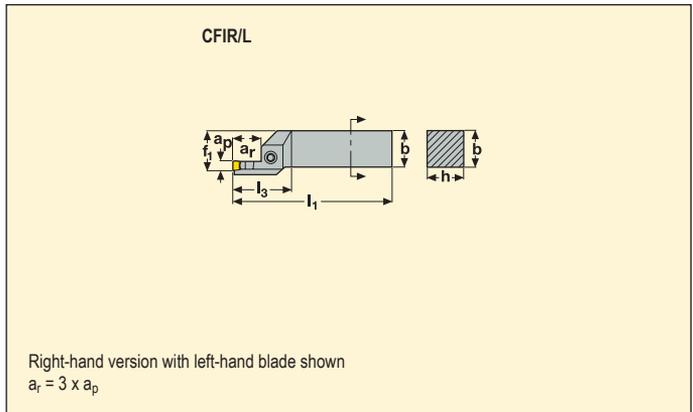 CFIR/L
aₚ
f₁
aᵣ
b
b
l₃
h
l₁
Right-hand version with left-hand blade shown
aᵣ = 3 x aₚ